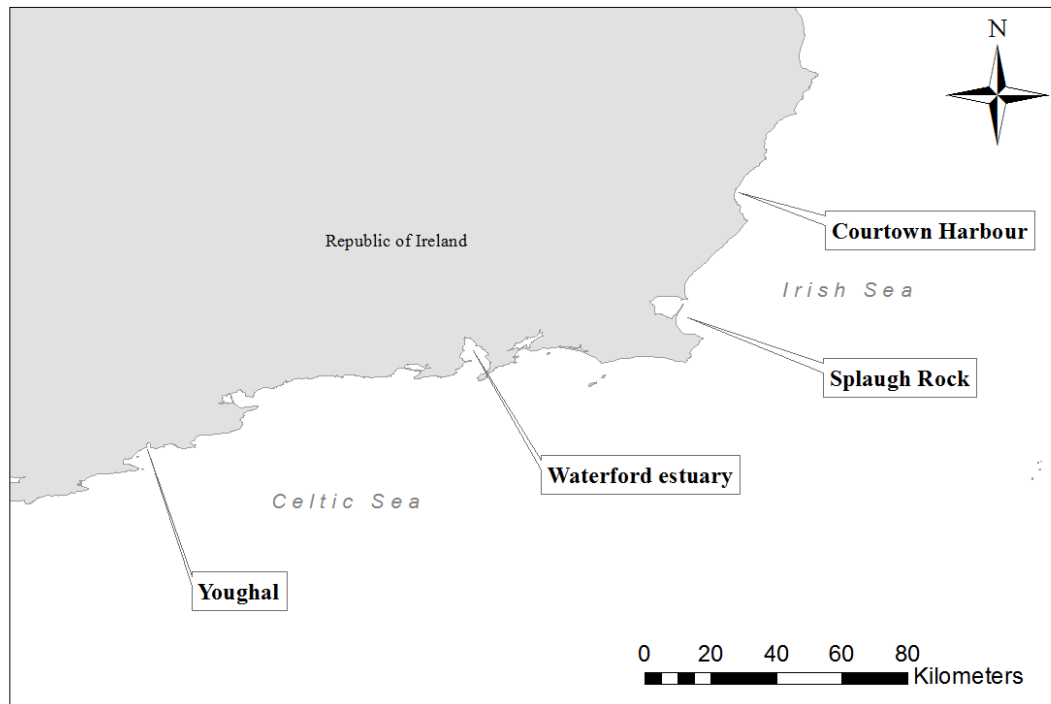 N
Courtown Harbour
Republic of Ireland
Irish Sea
Splaugh Rock
Waterford estuary
Celtic Sea
Youghal
0 20 40 60 80
Kilometers